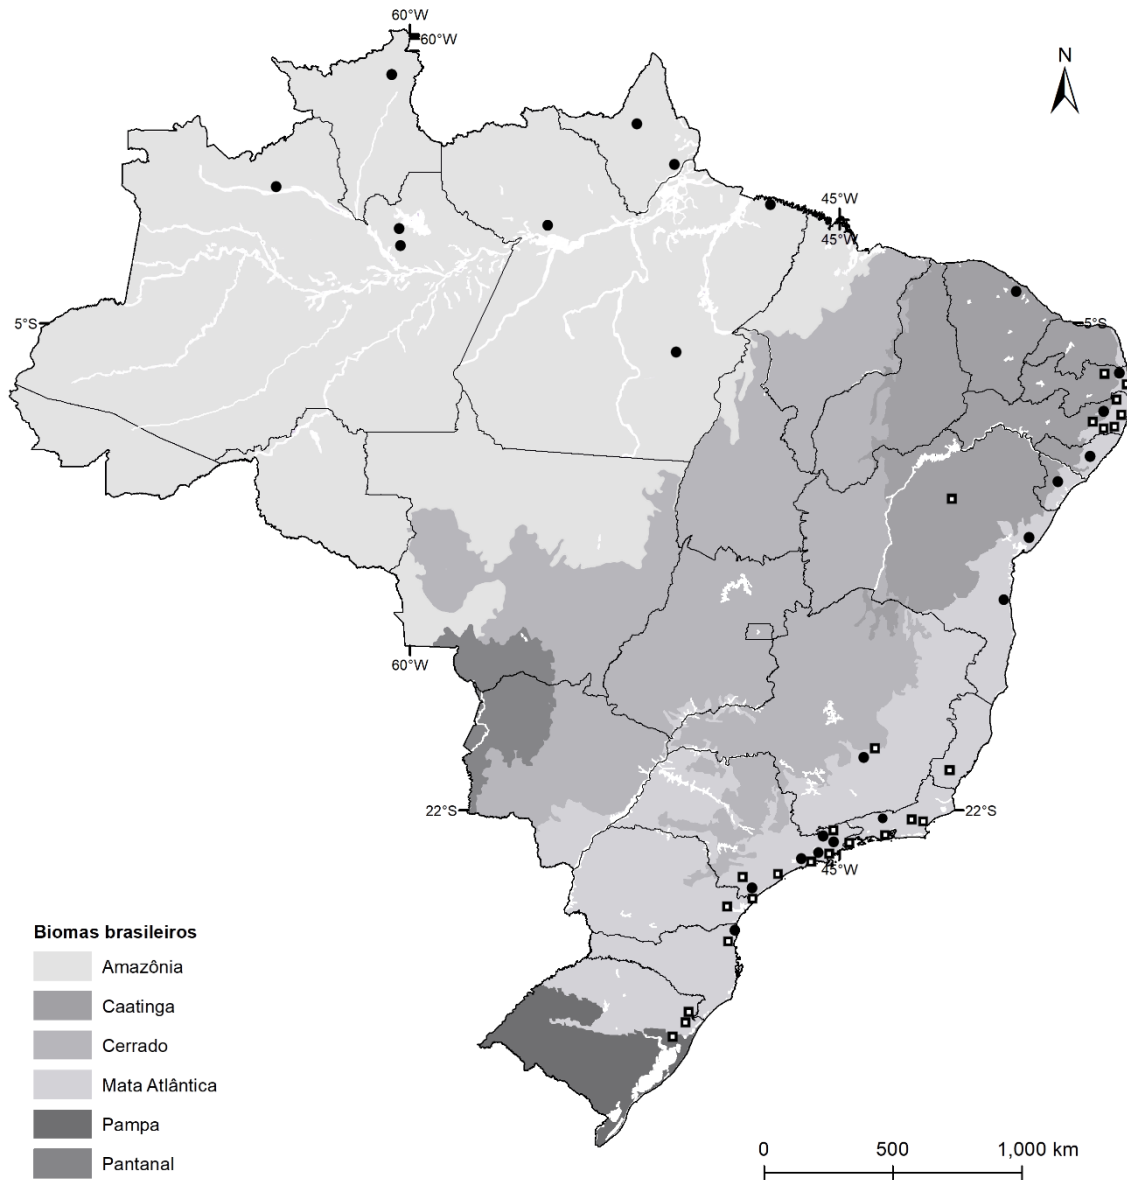 60°W
60°W
N
45°W
45°W
5°S
5°S
60°W
22°S
22°S
45°W
Biomas brasileiros
Amazônia
Caatinga
Cerrado
Mata Atlântica
Pampa
Pantanal
0 500 1,000 km